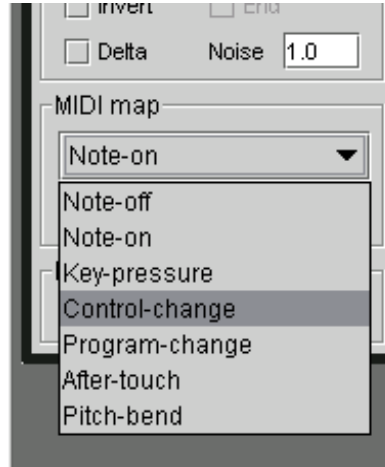 Invert End
Delta Noise 1.0
MIDI map
Note-on
Note-off
Note-on
Key-pressure
Control-change
Program-change
After-touch
Pitch-bend